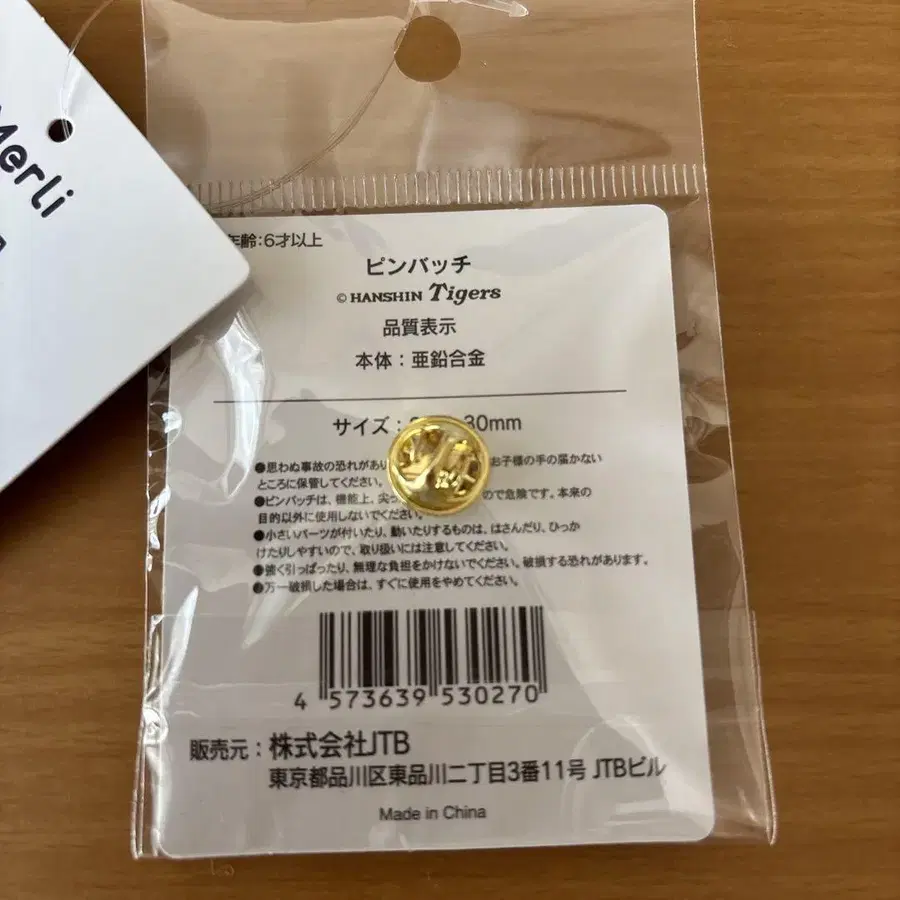 Merli
年齢:6才以上
ピンバッチ
© HANSHIN Tigers
品質表示
本体：亜鉛合金
サイズ： 30mm
●思わぬ事故の恐れがあり お子様の手の届かない
ところに保管してください。
●ピンバッチは、機能上、尖っ ので危険です。本来の
目的以外に使用しないでください。
●小さいパーツが付いたり、動いたりするものは、はさんだり、ひっか
けたりしやすいので、取り扱いには注意してください。
●強く引っぱったり、無理な負担をかけないでください。破損する恐れがあります。
●万一破損した場合は、すぐに使用をやめてください。
4 573639 530270
販売元：株式会社JTB
東京都品川区東品川二丁目3番11号 JTBビル
Made in China